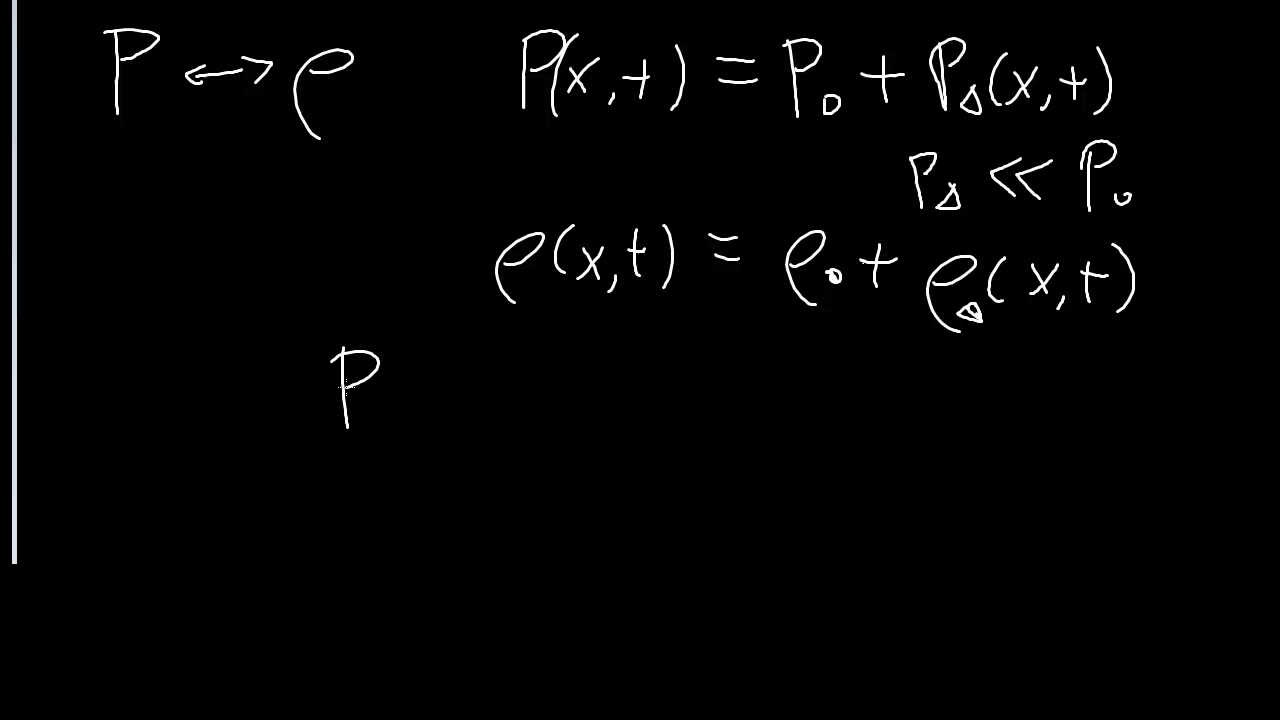 P ↔ ρ P(x,t) = P₀ + P_Δ(x,t)
P_Δ << P₀
ρ(x,t) = ρ₀ + ρ_Δ(x,t)
P